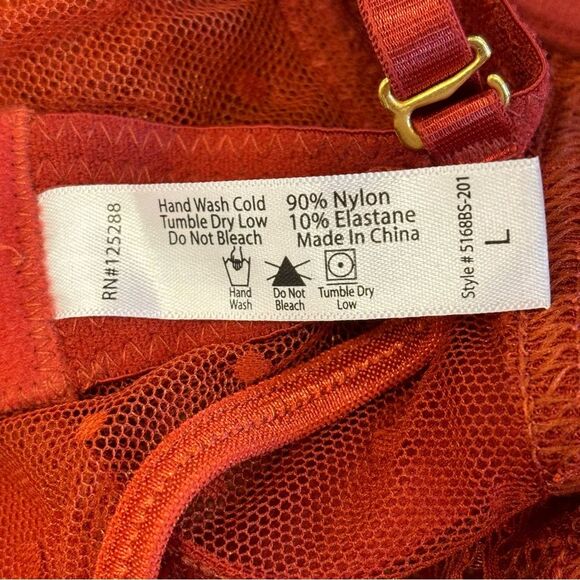 RN#125288
Hand Wash Cold
Tumble Dry Low
Do Not Bleach
90% Nylon
10% Elastane
Made In China
Hand
Wash
Do Not
Bleach
Tumble Dry
Low
Style # 5168BS-201
L